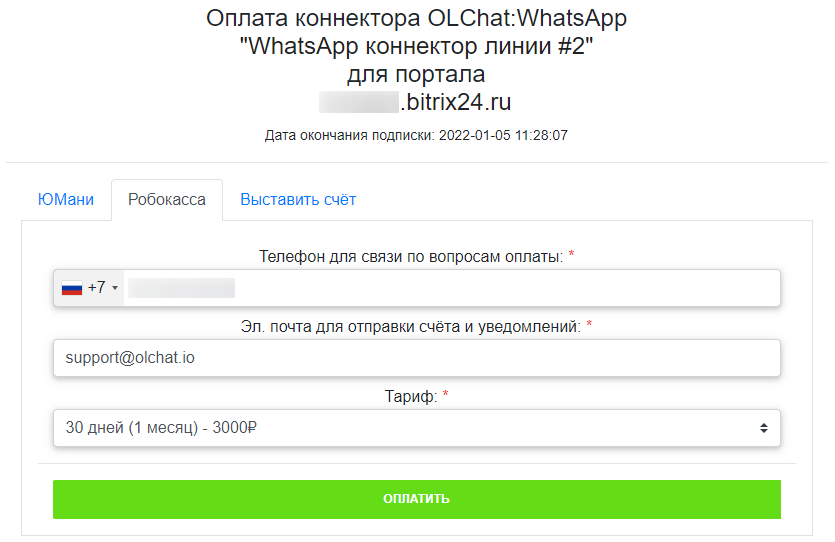 Оплата коннектора OLChat:WhatsApp
"WhatsApp коннектор линии #2"
для портала
.bitrix24.ru
Дата окончания подписки: 2022-01-05 11:28:07
ЮМани Робокасса Выставить счёт
Телефон для связи по вопросам оплаты: *
+7
Эл. почта для отправки счёта и уведомлений: *
support@olchat.io
Тариф: *
30 дней (1 месяц) - 3000₽
ОПЛАТИТЬ